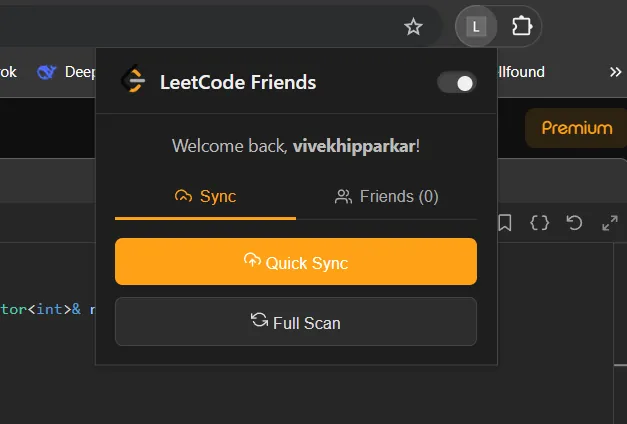 L
ok
Deep
llfound
»
LeetCode Friends
Premium
Welcome back, vivekhipparkar!
Sync
Friends (0)
{}
Quick Sync
tor<int>& n
Full Scan